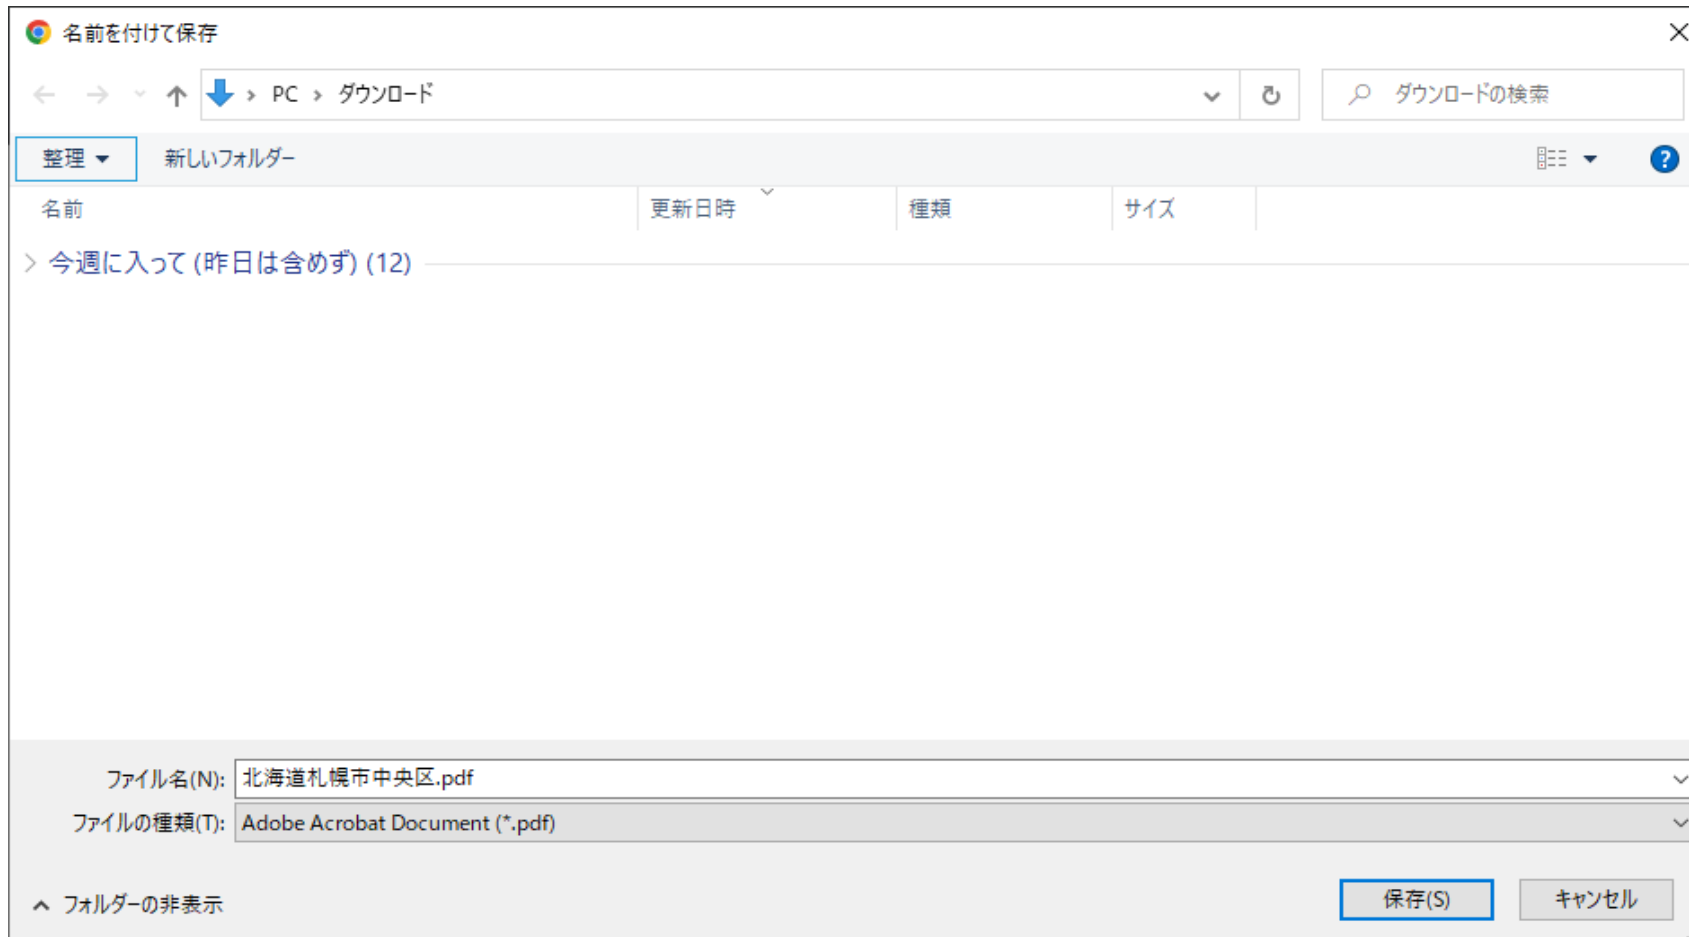 名前を付けて保存
PC › ダウンロード
ダウンロードの検索
整理
新しいフォルダー
名前 更新日時 種類 サイズ
今週に入って (昨日は含めず) (12)
ファイル名(N): 北海道札幌市中央区.pdf
ファイルの種類(T): Adobe Acrobat Document (*.pdf)
フォルダーの非表示
保存(S)
キャンセル